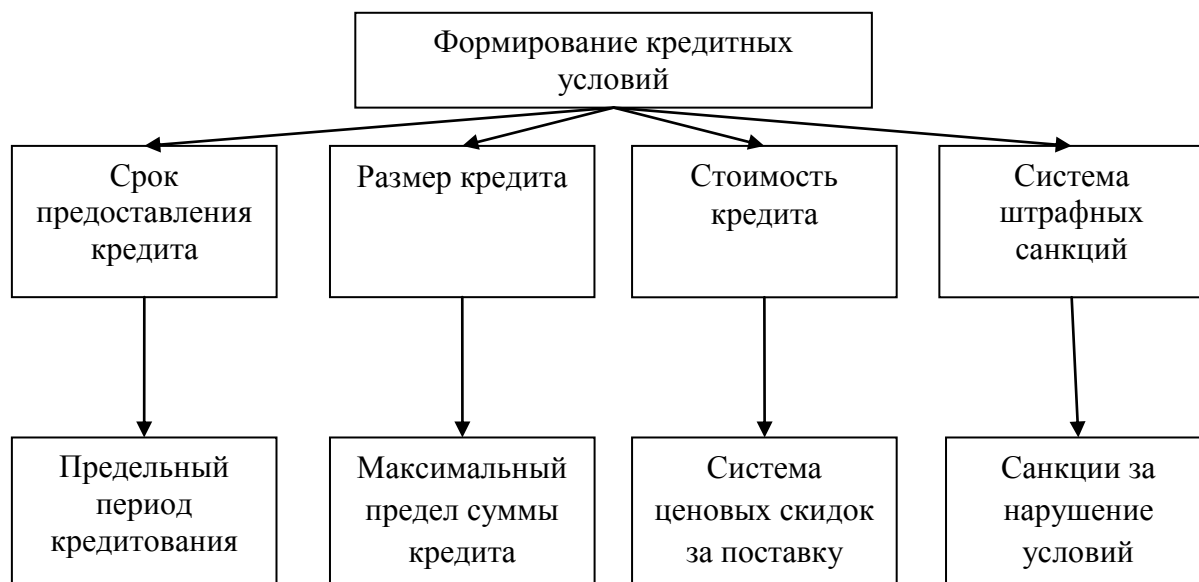 Формирование кредитных
условий
Срок
предоставления
кредита
Размер кредита
Стоимость
кредита
Система
штрафных
санкций
Предельный
период
кредитования
Максимальный
предел суммы
кредита
Система
ценовых скидок
за поставку
Санкции за
нарушение
условий